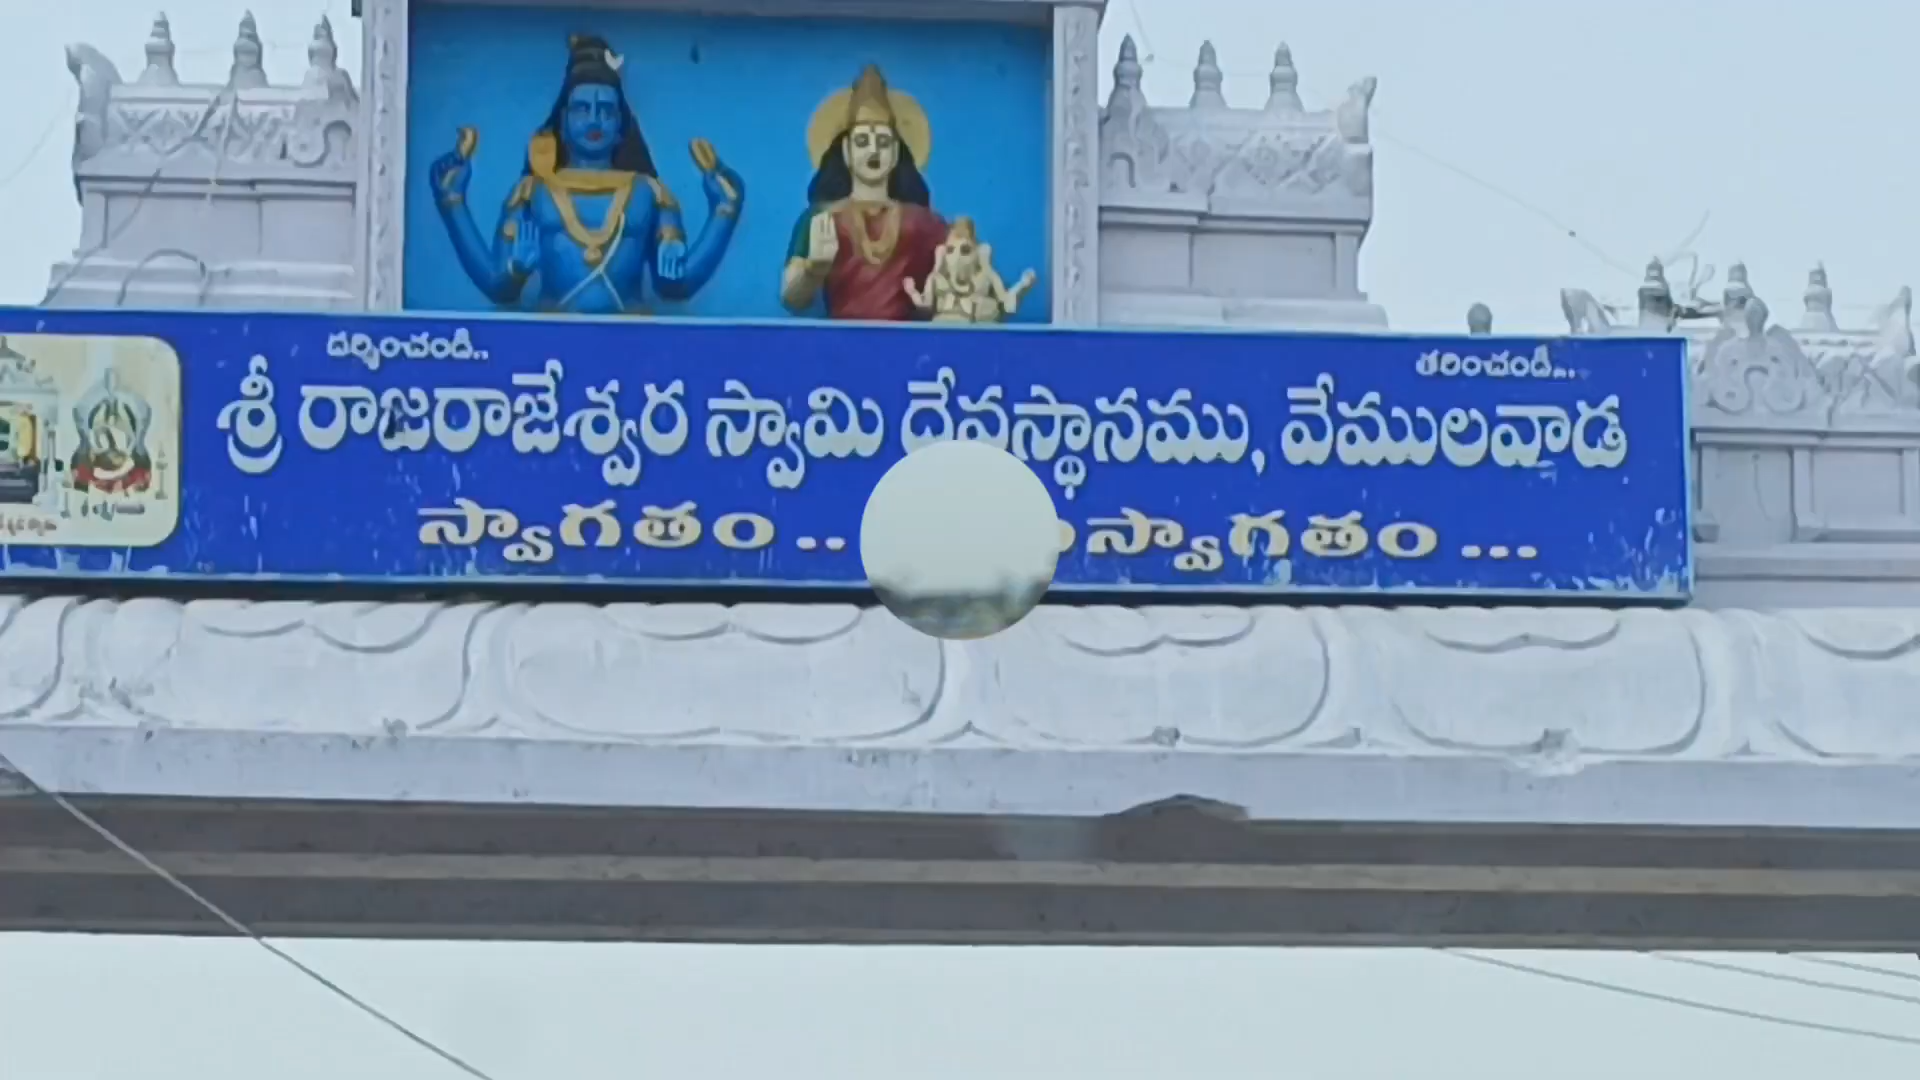 దర్శించండి..
తరించండి...
శ్రీ రాజరాజేశ్వర స్వామి దేవస్థానము, వేములవాడ
స్వాగతం .. సుస్వాగతం ...